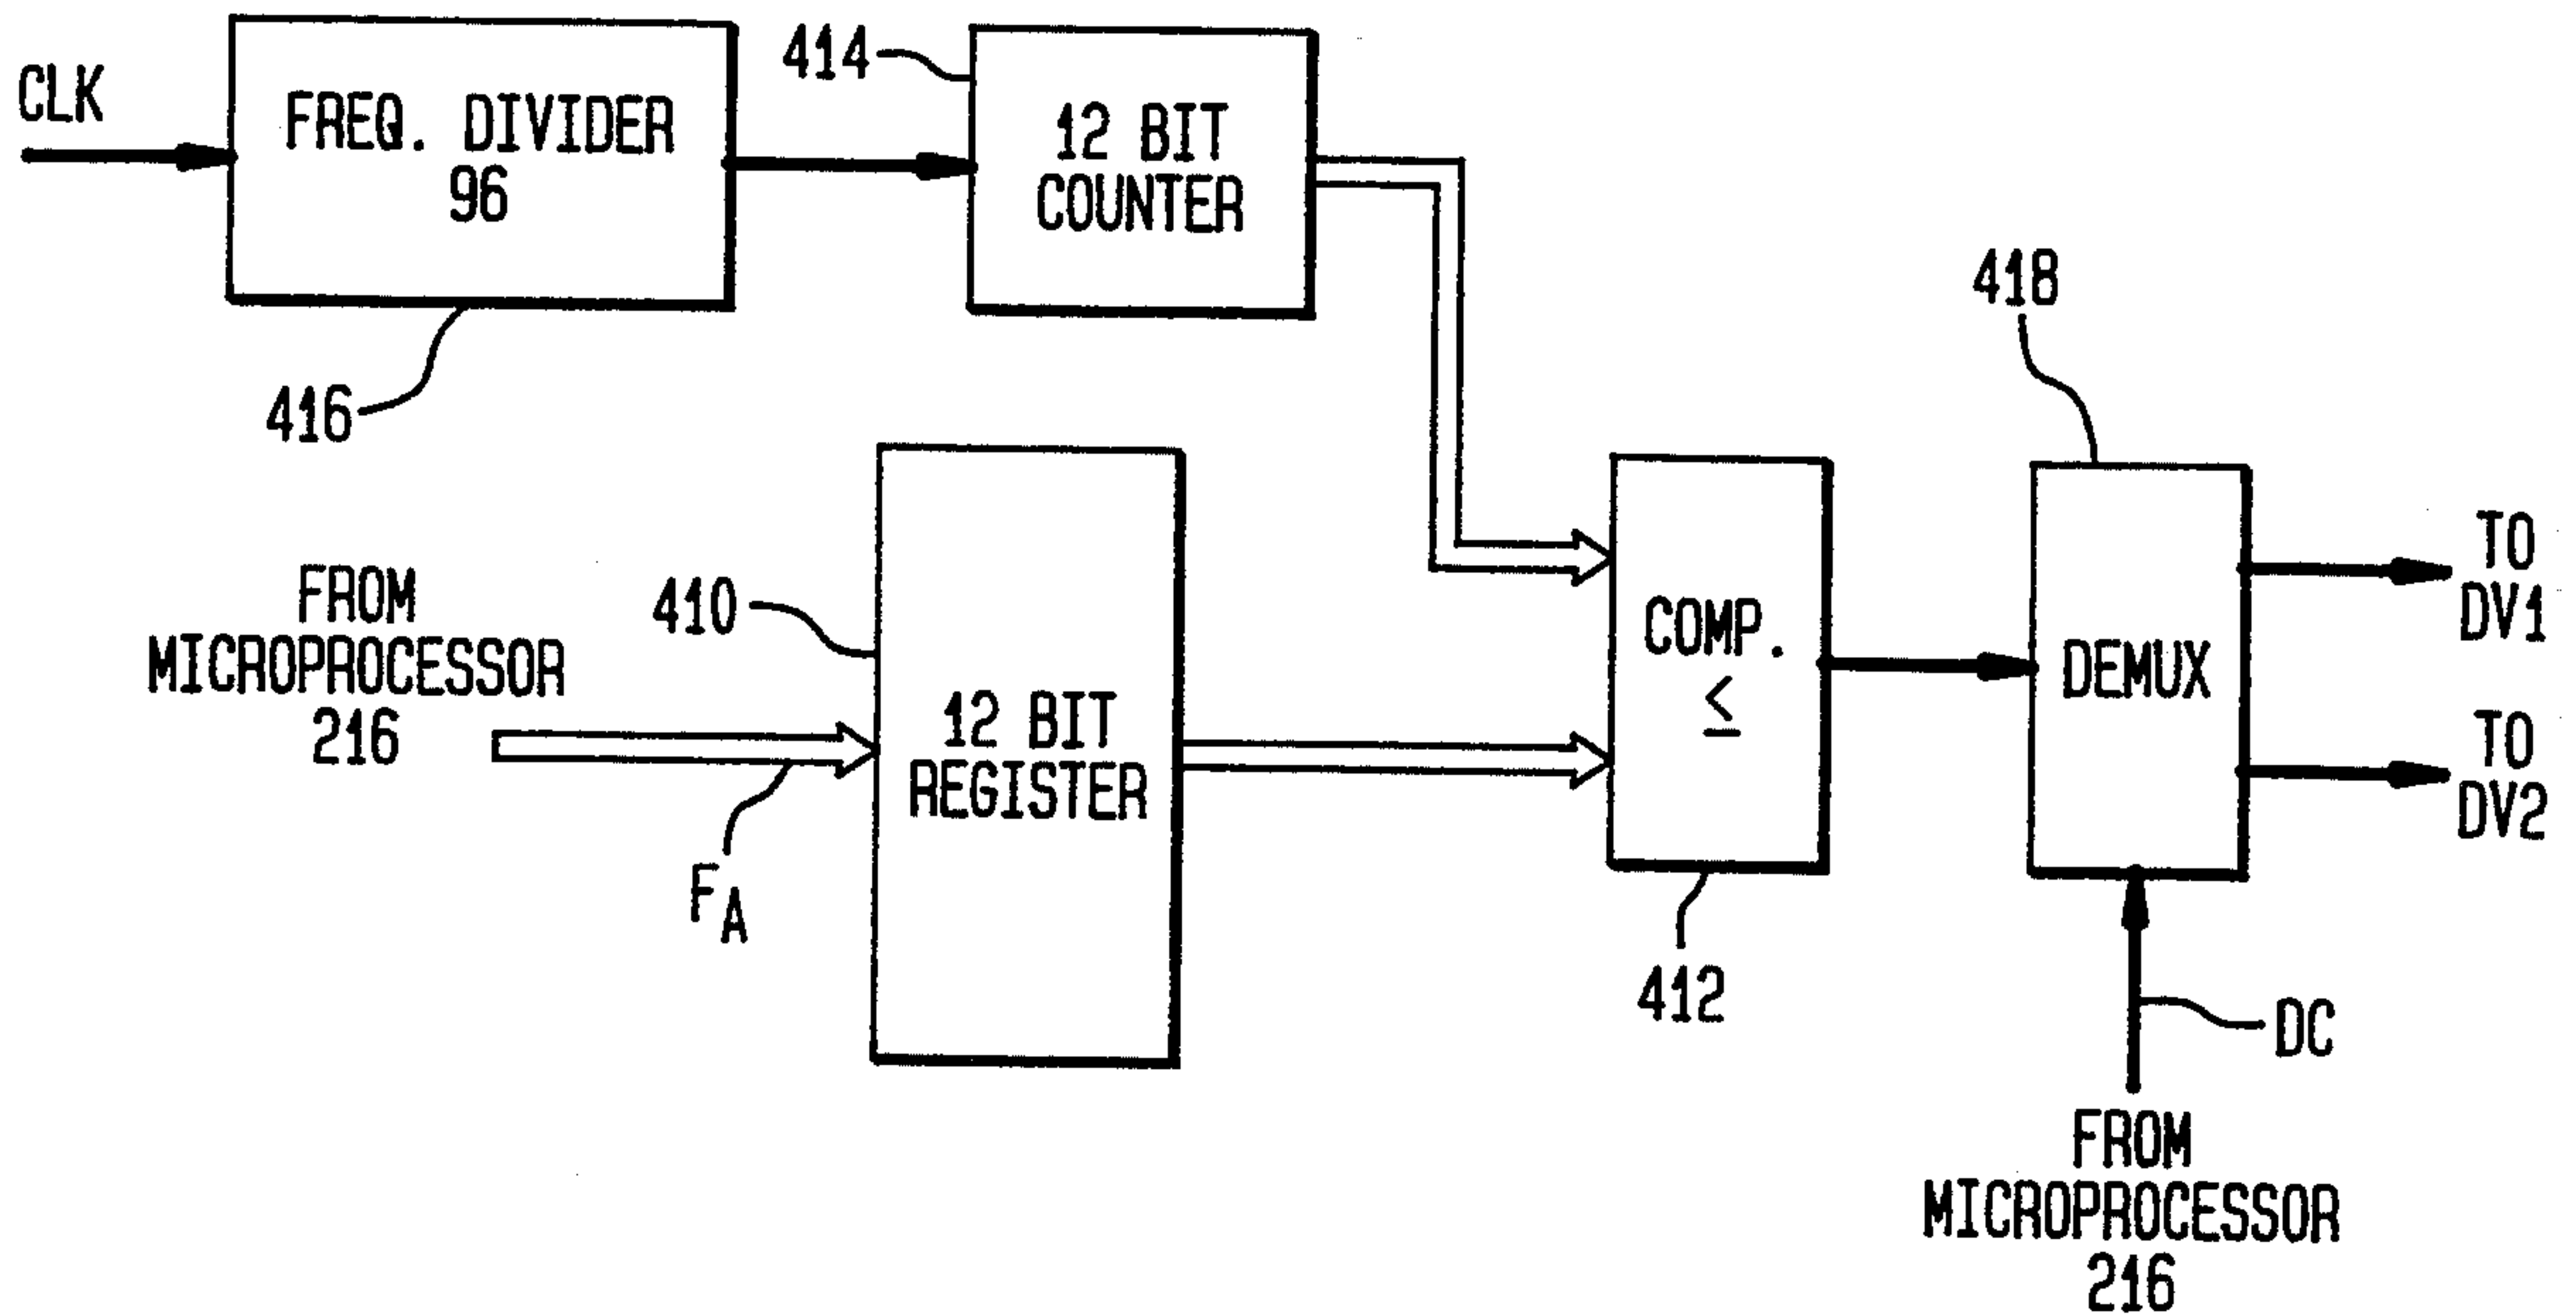 CLK
FREQ. DIVIDER
96
416
414
12 BIT
COUNTER
FROM
MICROPROCESSOR
216
FA
410
12 BIT
REGISTER
COMP.
≤
412
418
DEMUX
TO
DV1
TO
DV2
DC
FROM
MICROPROCESSOR
216